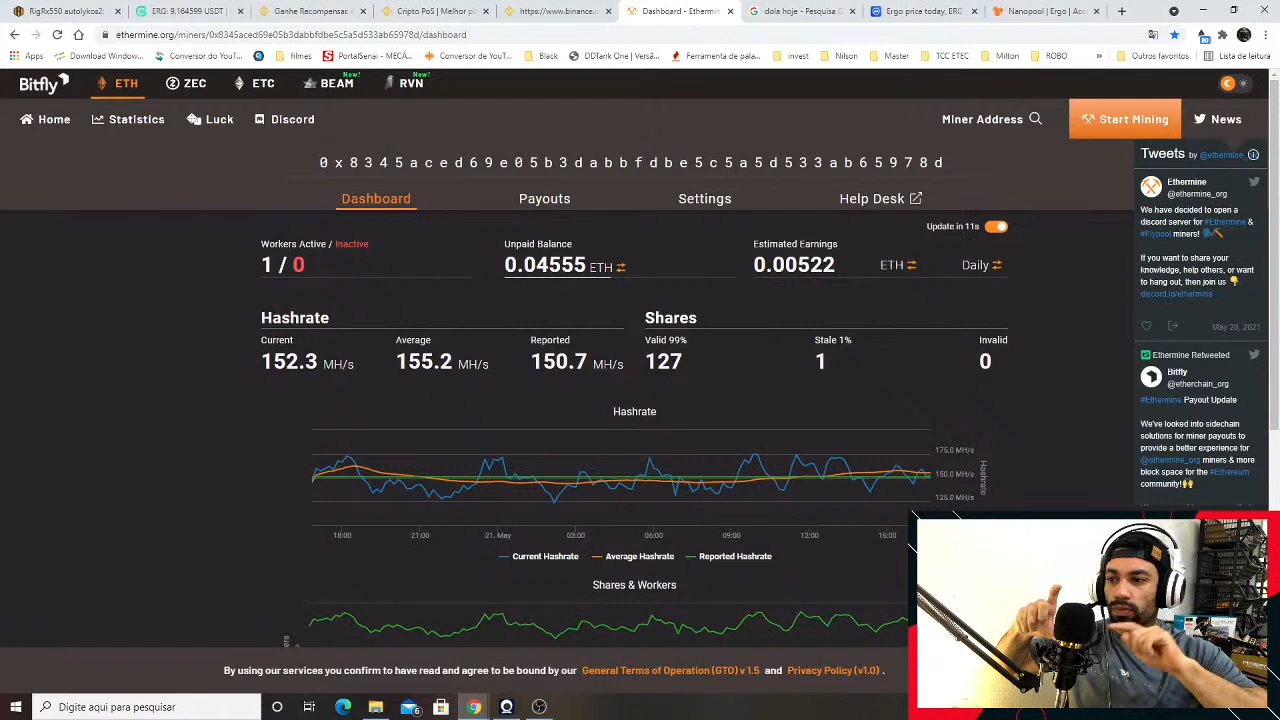 Rigrx550 autolykos2:
ERG: 9.164599 USDT |
Ganhe Recompensas e
Cripto PoS | Melhor pl
https://www.binance.c
Dashboard - Ethermin
dola hoje - Pesquisa G
Ergo price today, ERG
Nanopool | Ergo | Acc
ethermine.org/miners/0x8345aced69e05b3dabbfdbe5c5a5d533ab65978d/dashboard
80
Apps
Download Window...
Conversor do YouT...
filmes
PortalSenai - MECÂ...
Conversor de YouT...
Black
DDTank One (Versã...
Ferramenta de palam...
invest
Nilson
Master
TCC ETEC
Milton
ROBO
»
Outros favoritos
Lista de leitura
Bitfly
ETH
ZEC
ETC
BEAM
New!
RVN
New!
Home
Statistics
Luck
Discord
Miner Address
Start Mining
News
0x8345aced69e05b3dabbfdbe5c5a5d533ab65978d
Dashboard
Payouts
Settings
Help Desk
Update in 11s
Workers Active / Inactive
1 / 0
Unpaid Balance
0.04555 ETH
Estimated Earnings
0.00522
ETH
Daily
Hashrate
Current
152.3 MH/s
Average
155.2 MH/s
Reported
150.7 MH/s
Shares
Valid 99%
127
Stale 1%
1
Invalid
0
Hashrate
175.0 MH/s
150.0 MH/s
125.0 MH/s
Hashrate
18:00
21:00
21. May
03:00
06:00
09:00
12:00
15:00
Current Hashrate
Average Hashrate
Reported Hashrate
Shares & Workers
Tweets by @ethermine_
Ethermine
@ethermine_org
We have decided to open a
discord server for #Ethermine &
#Flypool miners!
If you want to share your
knowledge, help others, or want
to hang out, then join us
discord.io/ethermine
May 20, 2021
Ethermine Retweeted
Bitfly
@etherchain_org
#Ethermine Payout Update
We've looked into sidechain
solutions for miner payouts
to provide a better experience for
@ethermine_org miners & more
block space for the #Ethereum
community!
By using our services you confirm to have read and agree to be bound by our General Terms of Operation (GTO) v 1.5 and Privacy Policy (v1.0) .
Digite aqui para pesquisar
6